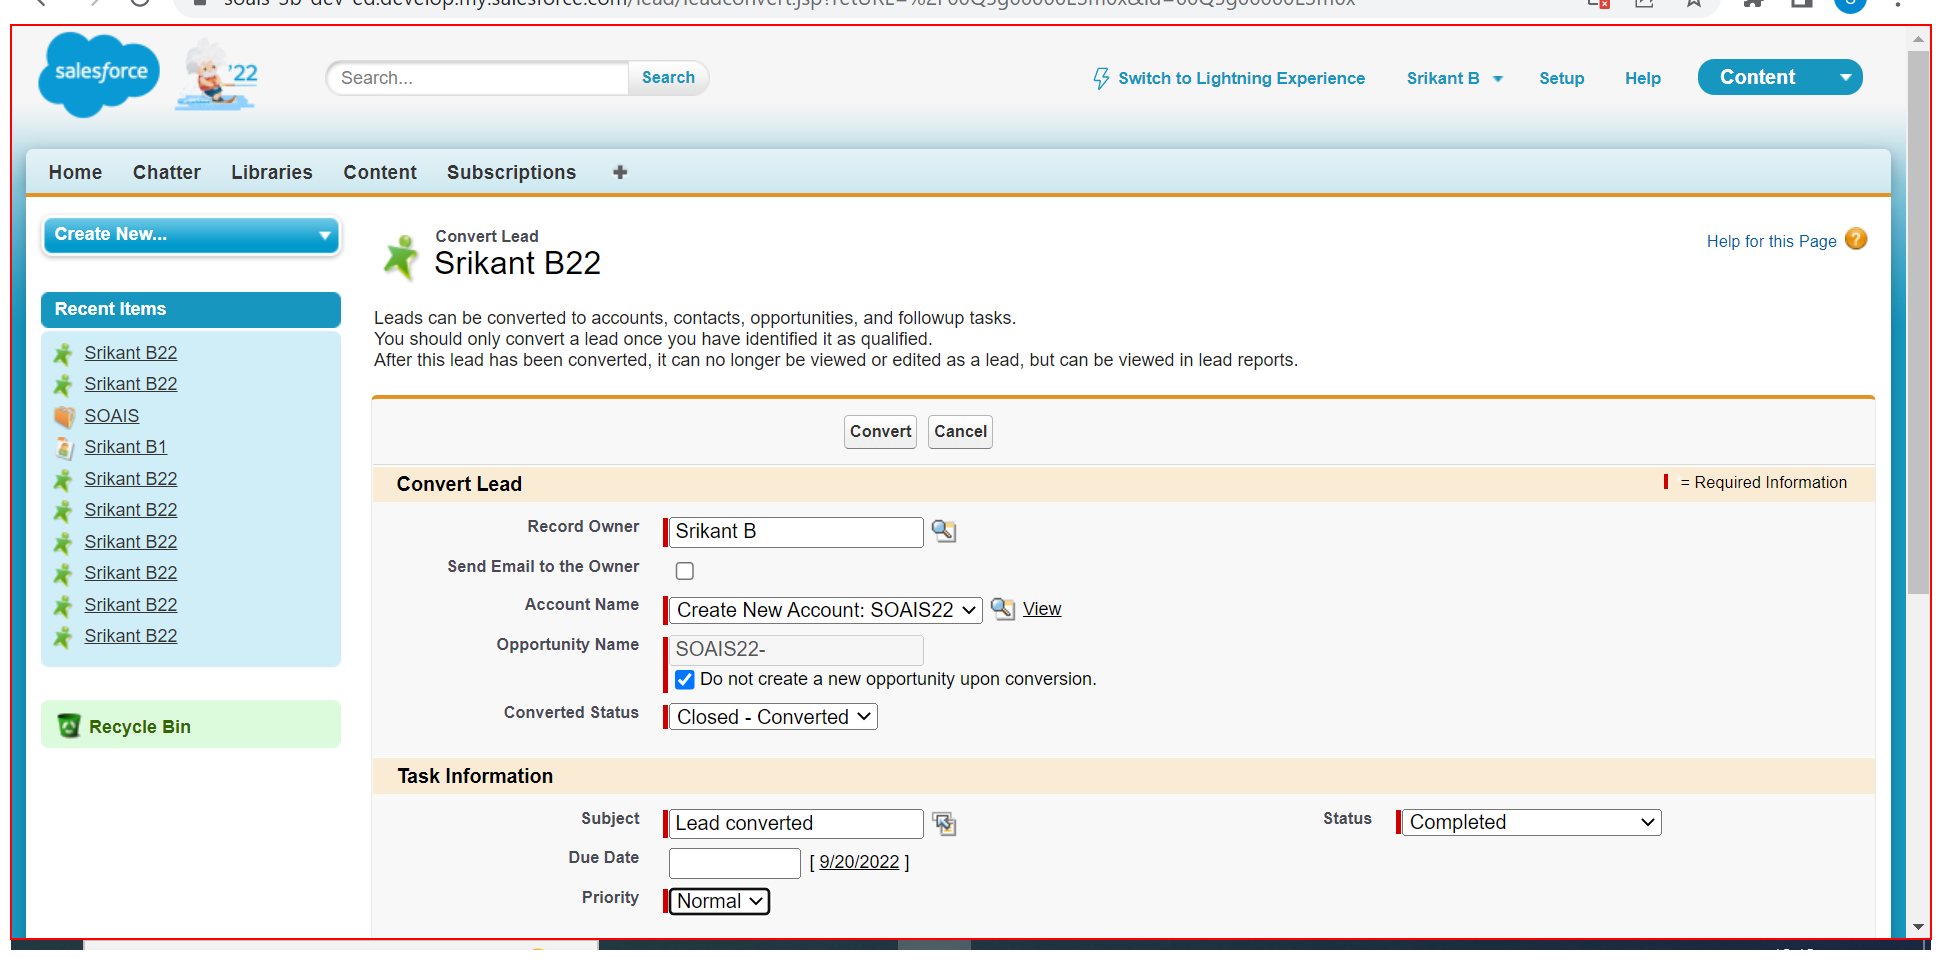 salesforce
'22
Search...
Search
Switch to Lightning Experience
Srikant B
Setup
Help
Content
Home
Chatter
Libraries
Content
Subscriptions
Create New...
Recent Items
Srikant B22
Srikant B22
SOAIS
Srikant B1
Srikant B22
Srikant B22
Srikant B22
Srikant B22
Srikant B22
Srikant B22
Recycle Bin
Convert Lead
Srikant B22
Help for this Page
Leads can be converted to accounts, contacts, opportunities, and followup tasks.
You should only convert a lead once you have identified it as qualified.
After this lead has been converted, it can no longer be viewed or edited as a lead, but can be viewed in lead reports.
Convert
Cancel
Convert Lead
= Required Information
Record Owner
Srikant B
Send Email to the Owner
Account Name
Create New Account: SOAIS22
View
Opportunity Name
SOAIS22-
Do not create a new opportunity upon conversion.
Converted Status
Closed - Converted
Task Information
Subject
Lead converted
Status
Completed
Due Date
[ 9/20/2022 ]
Priority
Normal